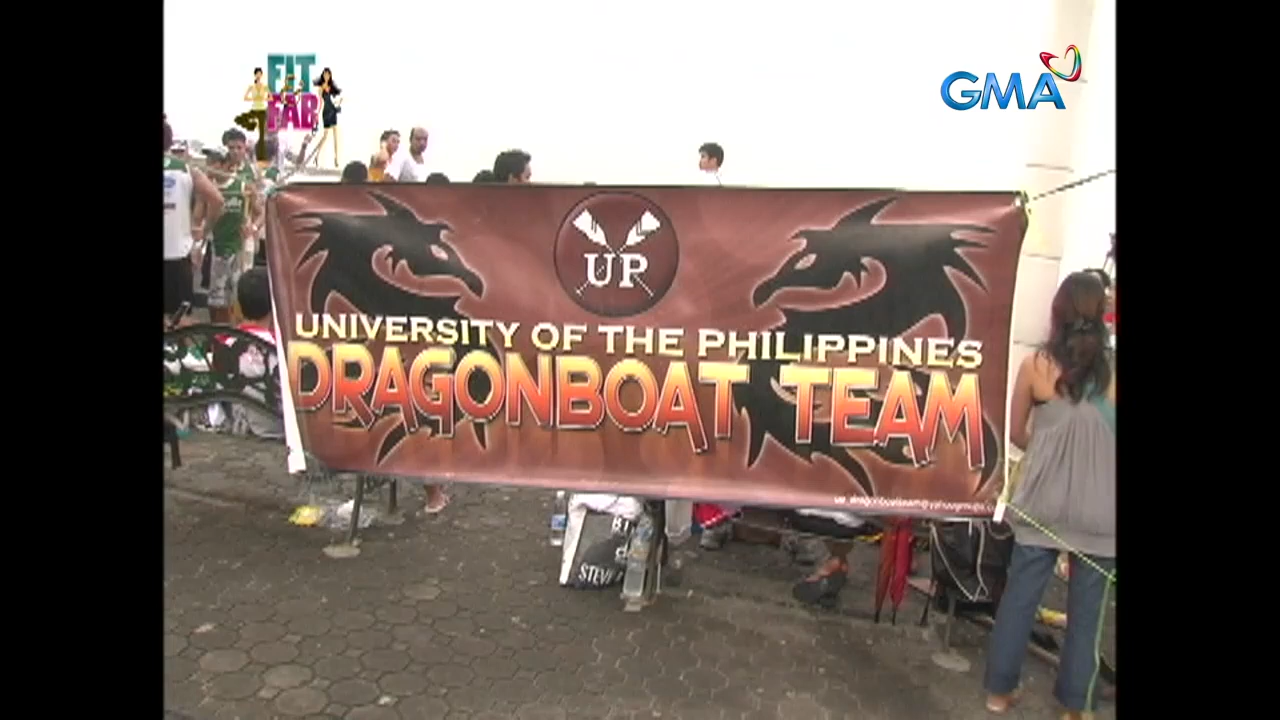 FIT
FAB
GMA
UP
UNIVERSITY OF THE PHILIPPINES
DRAGONBOAT TEAM